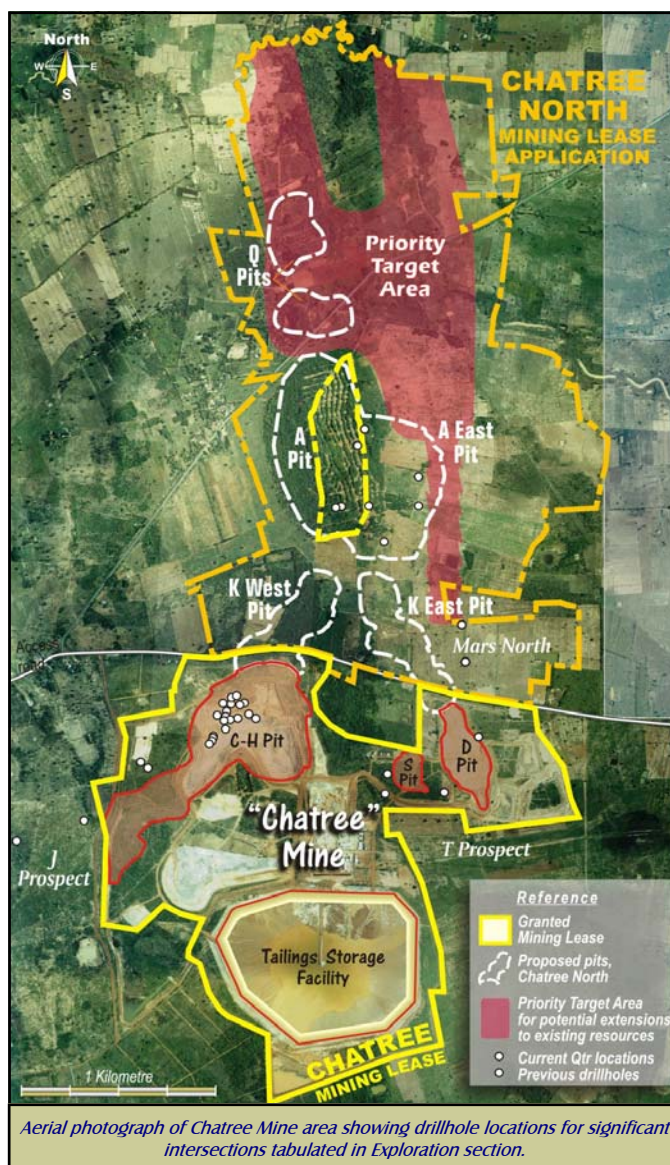 North
W E
S
CHATREE
NORTH
MINING LEASE
APPLICATION
Priority
Target
Area
Q
Pits
A
Pit
A East
Pit
K West
Pit
K East Pit
Mars North
Access
road
C-H Pit
D
Pit
S
Pit
"Chatree"
Mine
T Prospect
J
Prospect
Tailings Storage
Facility
CHATREE
MINING LEASE
1 Kilometre
Reference
Granted
Mining Lease
Proposed pits,
Chatree North
Priority Target Area
for potential extensions
to existing resources
Current Qtr locations
Previous drillholes
Aerial photograph of Chatree Mine area showing drillhole locations for significant
intersections tabulated in Exploration section.